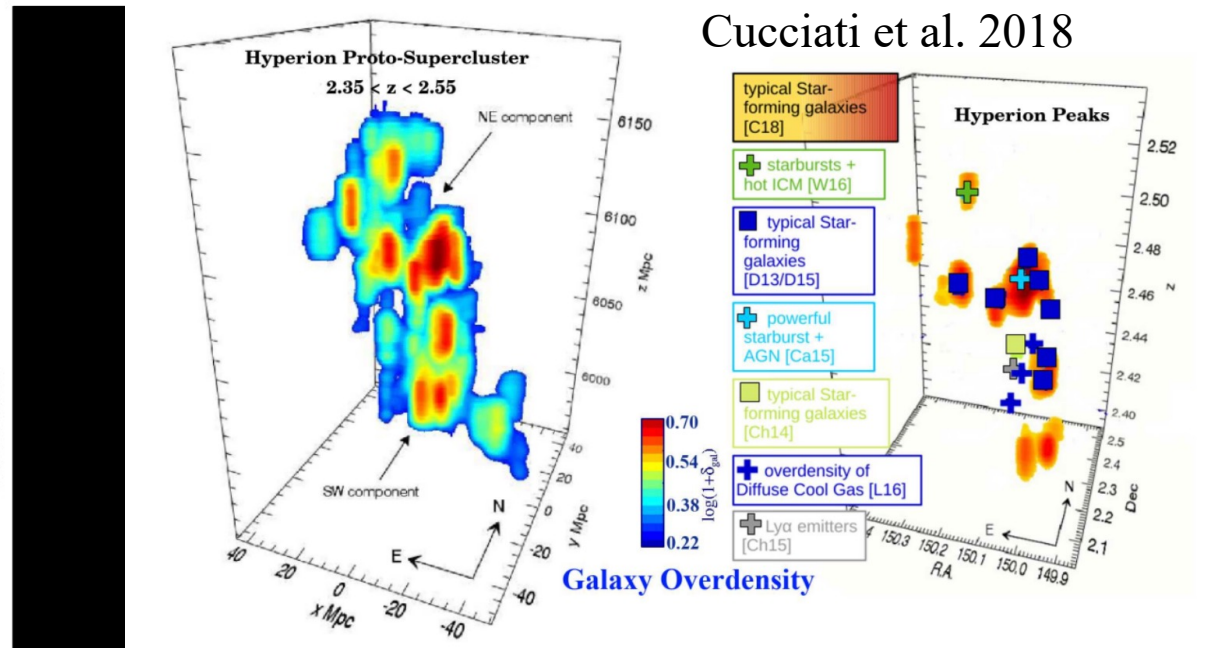 Cucciati et al. 2018
Hyperion Proto-Supercluster
2.35 < z < 2.55
NE component
SW component
6150
6100
6050
6000
z Mpc
40
20
0
-20
-40
y Mpc
40
20
0
-20
-40
x Mpc
N
E
0.70
0.54
0.38
0.22
log(1+δgal)
Galaxy Overdensity
typical Star-
forming galaxies
[C18]
starbursts +
hot ICM [W16]
typical Star-
forming
galaxies
[D13/D15]
powerful
starburst +
AGN [Ca15]
typical Star-
forming galaxies
[Ch14]
overdensity of
Diffuse Cool Gas [L16]
Lyα emitters
[Ch15]
Hyperion Peaks
2.52
2.50
2.48
2.46
2.44
2.42
2.40
z
2.5
2.4
2.3
2.2
2.1
Dec
150.3
150.2
150.1
150.0
149.9
R.A.
N
E